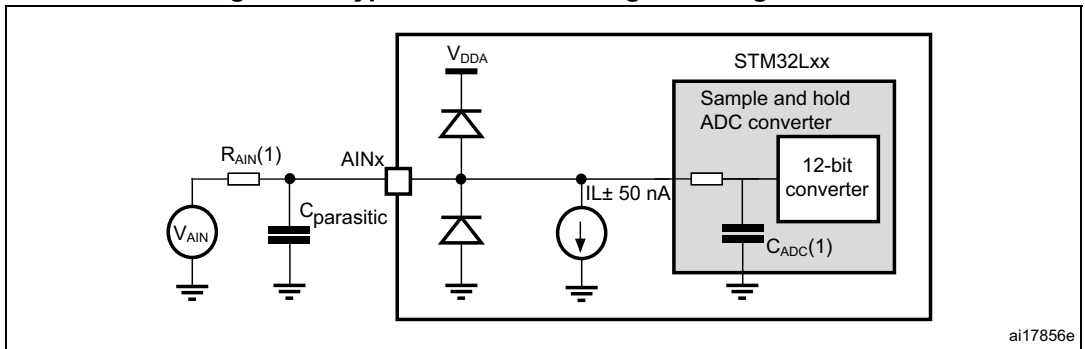 V_DDA
STM32Lxx
Sample and hold
ADC converter
R_AIN(1)
AINx
12-bit
converter
IL± 50 nA
C_parasitic
V_AIN
C_ADC(1)
ai17856e